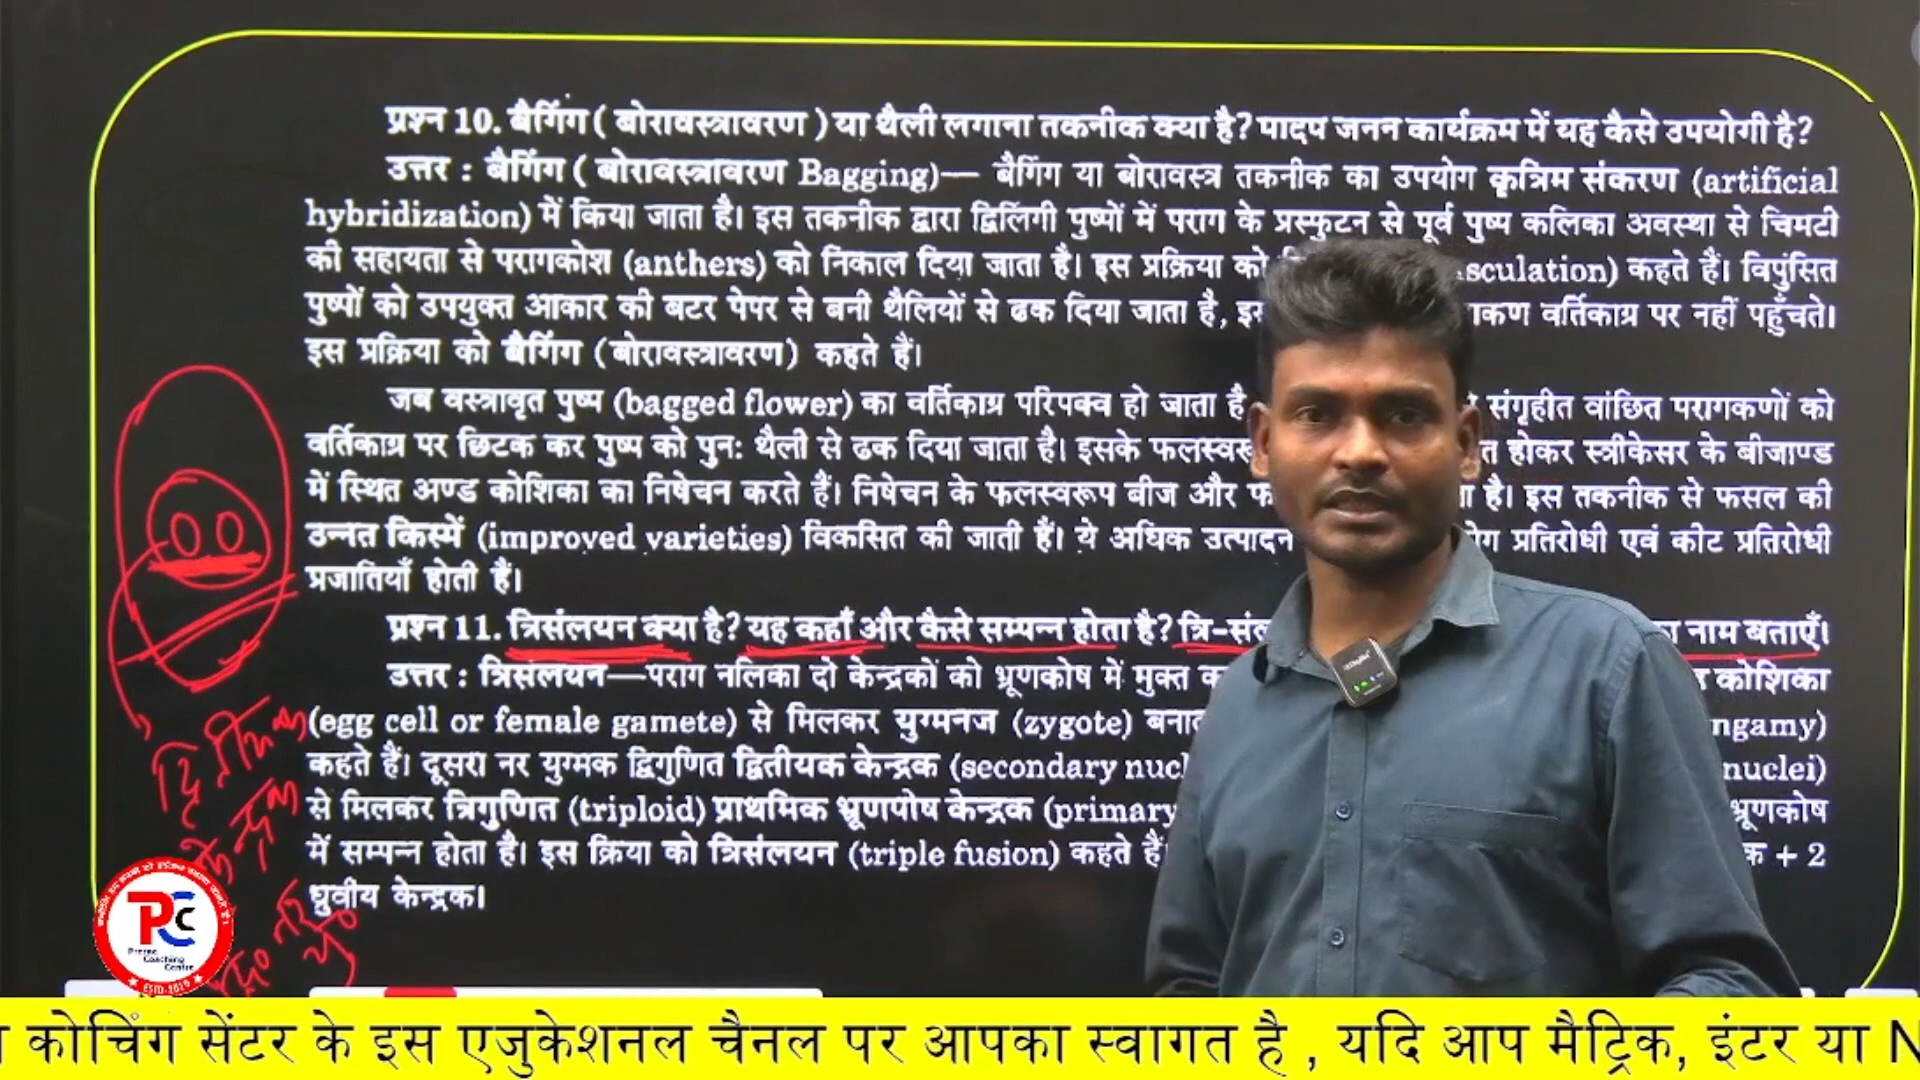 प्रश्न 10. बैगिंग ( बोरावस्त्रावरण ) या थैली लगाना तकनीक क्या है? पादप जनन कार्यक्रम में यह कैसे उपयोगी है?
उत्तर : बैगिंग ( बोरावस्त्रावरण Bagging)— बैगिंग या बोरावस्त्र तकनीक का उपयोग कृत्रिम संकरण (artificial
hybridization) में किया जाता है। इस तकनीक द्वारा द्विलिंगी पुष्पों में पराग के प्रस्फुटन से पूर्व पुष्प कलिका अवस्था से चिमटी
की सहायता से परागकोश (anthers) को निकाल दिया जाता है। इस प्रक्रिया को sculation) कहते हैं। विपुंसित
पुष्पों को उपयुक्त आकार की बटर पेपर से बनी थैलियों से ढक दिया जाता है, गकण वर्तिकाग्र पर नहीं पहुँचते।
इस प्रक्रिया को बैगिंग (बोरावस्त्रावरण) कहते हैं।
जब वस्त्रावृत पुष्प (bagged flower) का वर्तिकाग्र परिपक्व हो जाता है संगृहीत वांछित परागकणों को
वर्तिकाग्र पर छिटक कर पुष्प को पुन: थैली से ढक दिया जाता है। इसके त होकर स्त्रीकेसर के बीजाण्ड
में स्थित अण्ड कोशिका का निषेचन करते हैं। निषेचन के फलस्वरूप बीज और फ है। इस तकनीक से फसल की
उन्नत किस्में (improved varieties) विकसित की जाती हैं। ये अधिक उत्पादन ग प्रतिरोधी एवं कीट प्रतिरोधी
प्रजातियाँ होती हैं।
प्रश्न 11. त्रिसंलयन क्या है? यह कहाँ और कैसे सम्पन्न होता है? त्रि-सं नाम बताएँ।
उत्तर : त्रिसंलयन—पराग नलिका दो केन्द्रकों को भ्रूणकोष में मुक्त क कोशिका
(egg cell or female gamete) से मिलकर युग्मनज (zygote) बना ngamy)
कहते हैं। दूसरा नर युग्मक द्विगुणित द्वितीयक केन्द्रक (secondary nucl nuclei)
से मिलकर त्रिगुणित (triploid) प्राथमिक भ्रूणपोष केन्द्रक (primary भ्रूणकोष
में सम्पन्न होता है। इस क्रिया को त्रिसंलयन (triple fusion) कहते हैं क + 2
ध्रुवीय केन्द्रक।
PCC
Prerna
Coaching
Centre
ESTD-2019
कोचिंग सेंटर के इस एजुकेशनल चैनल पर आपका स्वागत है , यदि आप मैट्रिक, इंटर या N